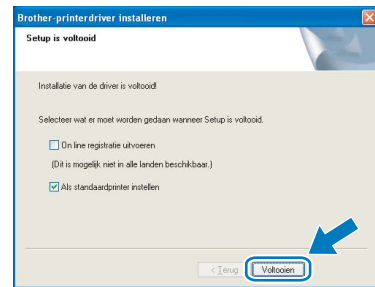 Brother-printerdriver installeren
Setup is voltooid
Installatie van de driver is voltooid!
Selecteer wat er moet worden gedaan wanneer Setup is voltooid.
On line registratie uitvoeren
(Dit is mogelijk niet in alle landen beschikbaar.)
Als standaardprinter instellen
< Terug
Voltooien